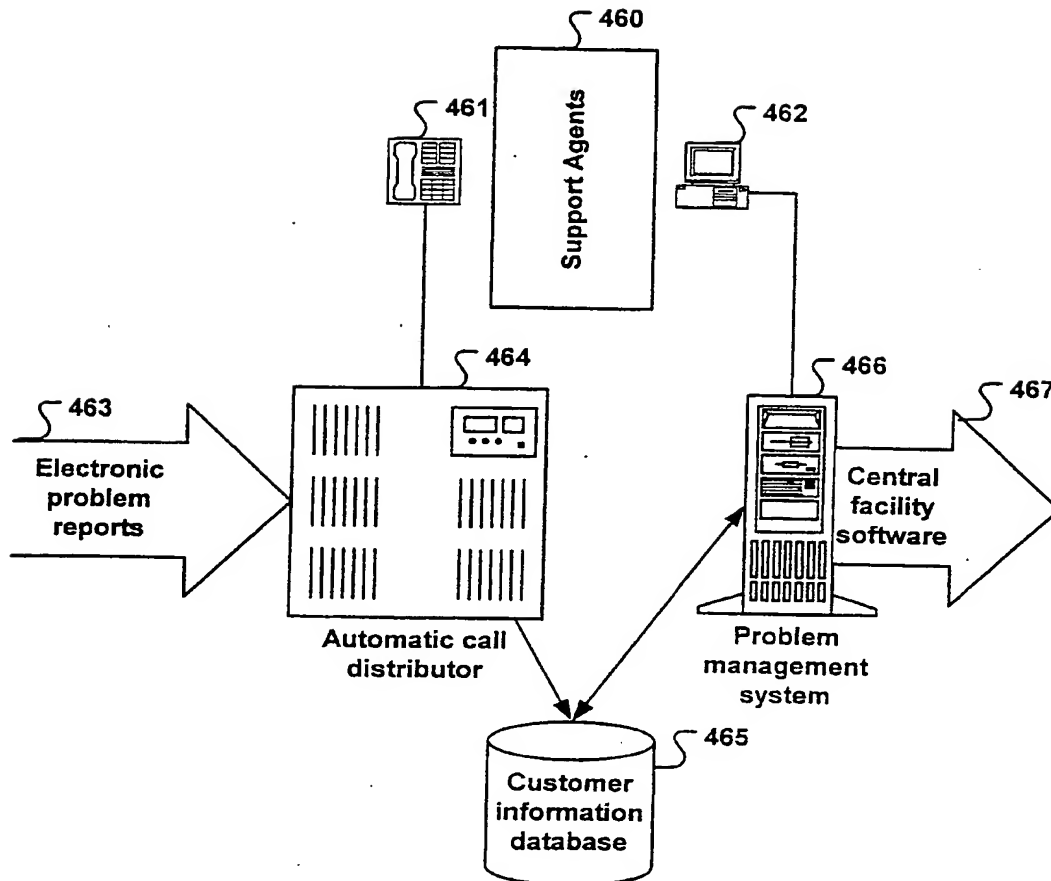 460
461
462
Support Agents
464
466
463
467
Electronic
problem
reports
Central
facility
software
Automatic call
distributor
Problem
management
system
465
Customer
information
database